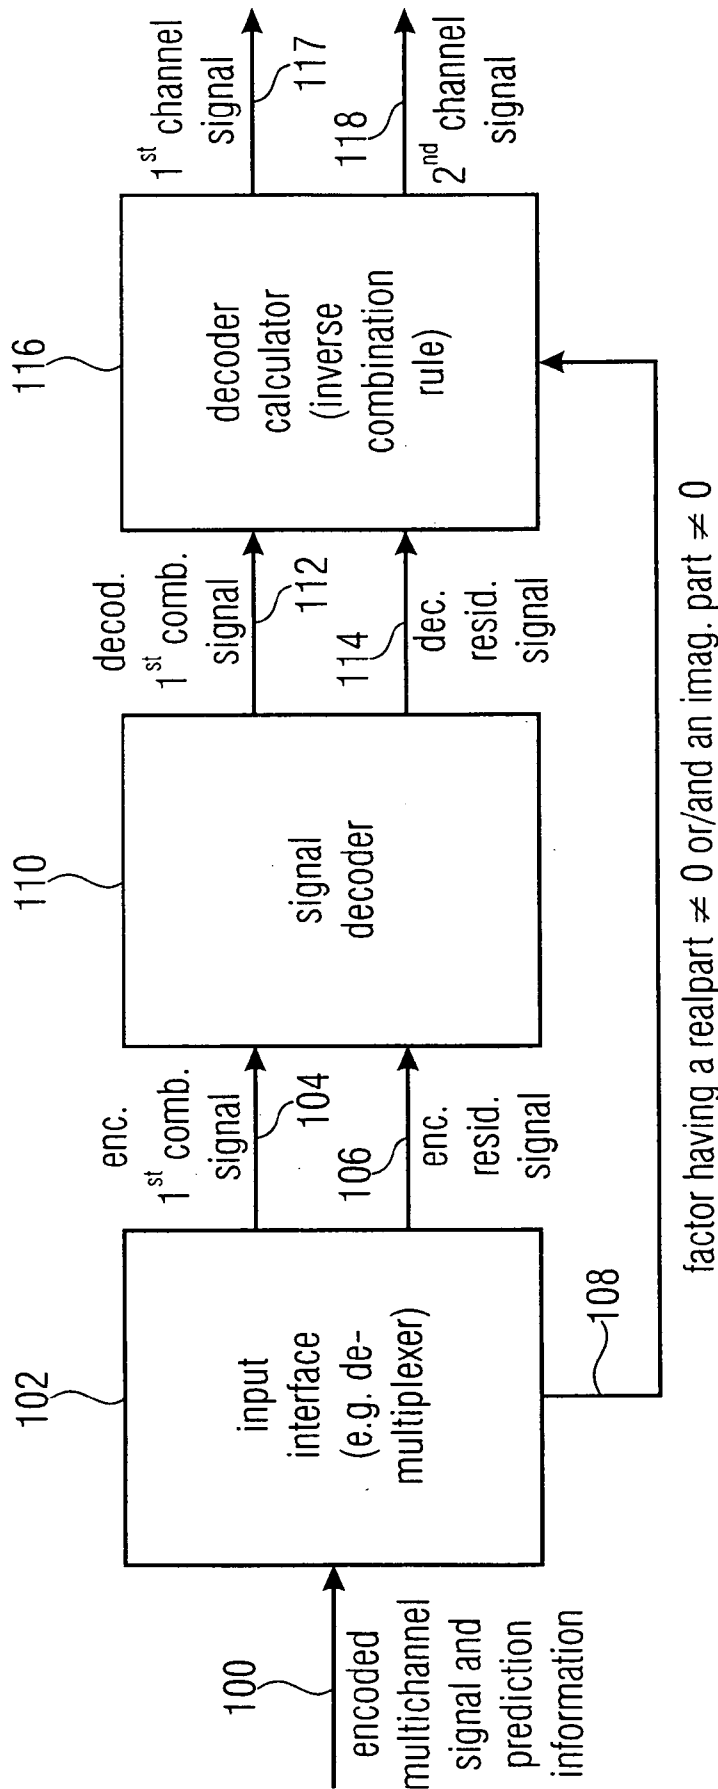 100
encoded
multichannel
signal and
prediction
information
102
input
interface
(e.g. de-
multiplexer)
enc.
1st comb.
signal
104
106
enc.
resid.
signal
108
110
signal
decoder
decod.
1st comb.
signal
112
114
dec.
resid.
signal
116
decoder
calculator
(inverse
combination
rule)
1st channel
signal
117
118
2nd channel
signal
factor having a realpart ≠ 0 or/and an imag. part ≠ 0